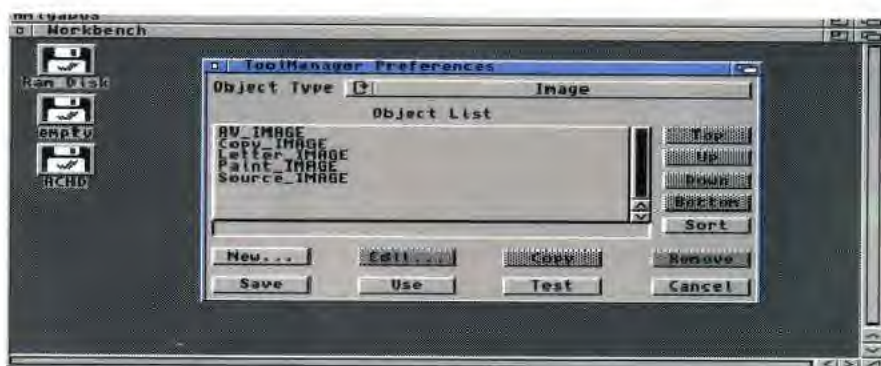 AmigaDOS
Workbench
Ram Disk
empty
ACHD
ToolManager Preferences
Object Type
Image
Object List
AV_IMAGE
Copy_IMAGE
Letter_IMAGE
Paint_IMAGE
Source_IMAGE
Top
Up
Down
Bottom
Sort
New...
Edit...
Copy
Remove
Save
Use
Test
Cancel